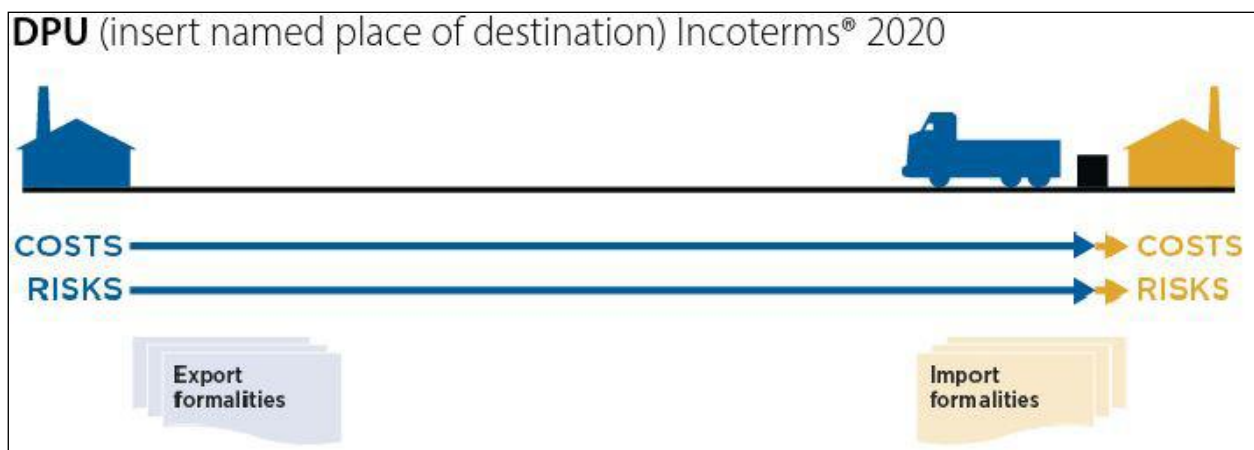 DPU (insert named place of destination) Incoterms® 2020
COSTS COSTS
RISKS RISKS
Export
formalities
Import
formalities